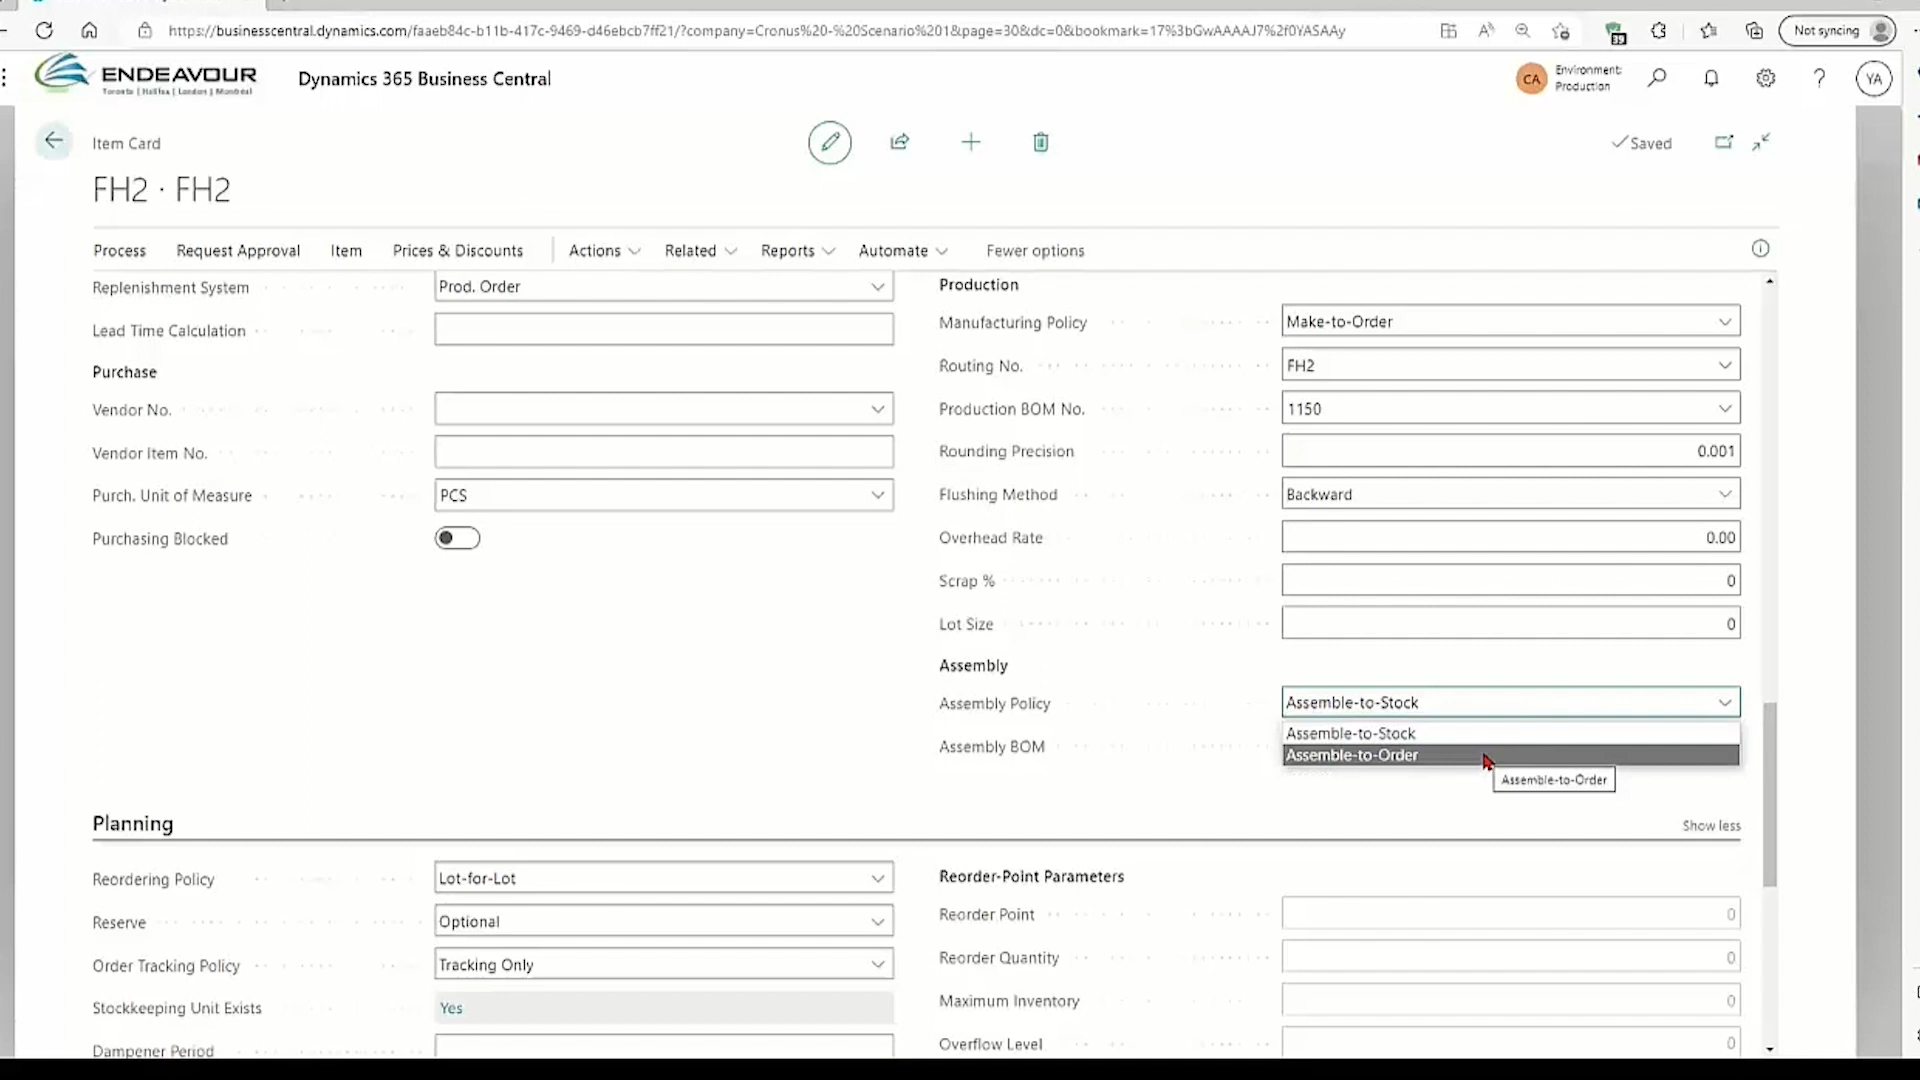 https://businesscentral.dynamics.com/faaeb84c-b11b-417c-9469-d46ebcb7ff21/?company=Cronus%20-%20Scenario%201&page=30&dc=0&bookmark=17%3bGwAAAAJ7%2f0YASAAy
39
Not syncing
ENDEAVOUR
Toronto | Halifax | London | Montreal
Dynamics 365 Business Central
CA
Environment:
Production
?
YA
Item Card
Saved
FH2 · FH2
Process
Request Approval
Item
Prices & Discounts
Actions
Related
Reports
Automate
Fewer options
Replenishment System
Prod. Order
Lead Time Calculation
Purchase
Vendor No.
Vendor Item No.
Purch. Unit of Measure
PCS
Purchasing Blocked
Production
Manufacturing Policy
Make-to-Order
Routing No.
FH2
Production BOM No.
1150
Rounding Precision
0.001
Flushing Method
Backward
Overhead Rate
0.00
Scrap %
0
Lot Size
0
Assembly
Assembly Policy
Assemble-to-Stock
Assemble-to-Stock
Assemble-to-Order
Assemble-to-Order
Assembly BOM
Planning
Show less
Reordering Policy
Lot-for-Lot
Reserve
Optional
Order Tracking Policy
Tracking Only
Stockkeeping Unit Exists
Yes
Dampener Period
Reorder-Point Parameters
Reorder Point
0
Reorder Quantity
0
Maximum Inventory
0
Overflow Level
0